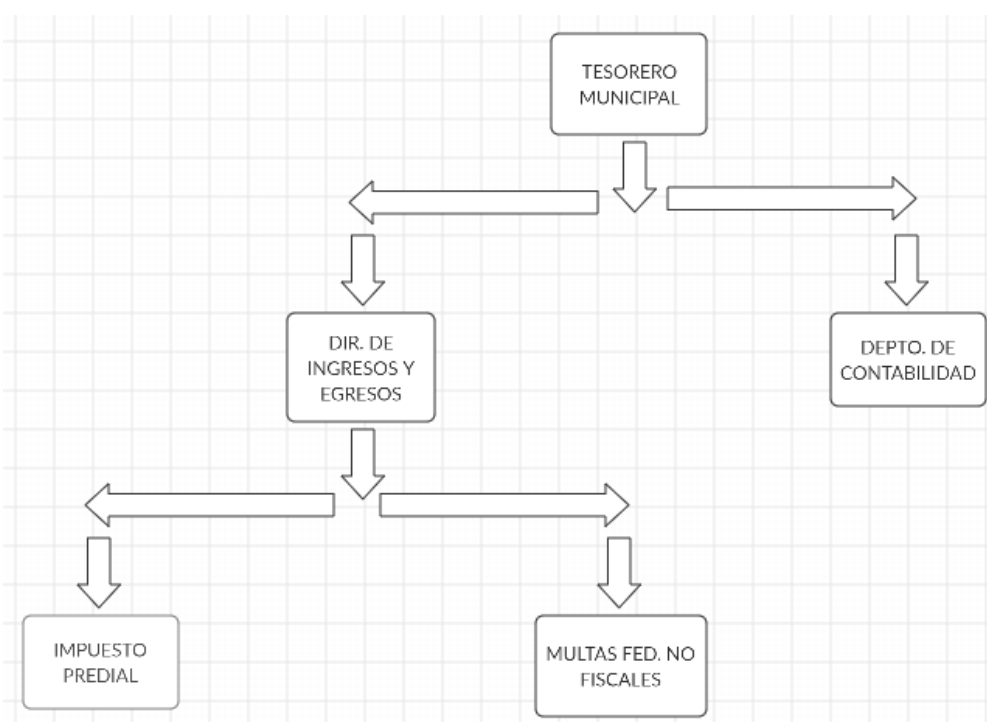 TESORERO
MUNICIPAL
DIR. DE
INGRESOS Y
EGRESOS
DEPTO. DE
CONTABILIDAD
IMPUESTO
PREDIAL
MULTAS FED. NO
FISCALES